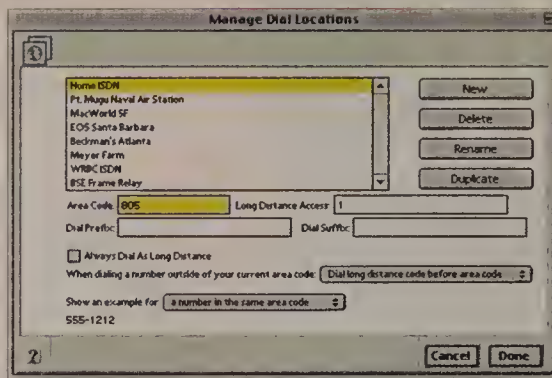 Manage Dial Locations
1
Home ISDN
Pt. Mugu Naval Air Station
MacWorld SF
EOS Santa Barbara
Beckman's Atlanta
Meyer Farm
WRBC ISDN
BSE Frame Relay
New
Delete
Rename
Duplicate
Area Code: 805 Long Distance Access: 1
Dial Prefix: Dial Suffix:
Always Dial As Long Distance
When dialing a number outside of your current area code: Dial long distance code before area code
Show an example for a number in the same area code
555-1212
2 Cancel Done